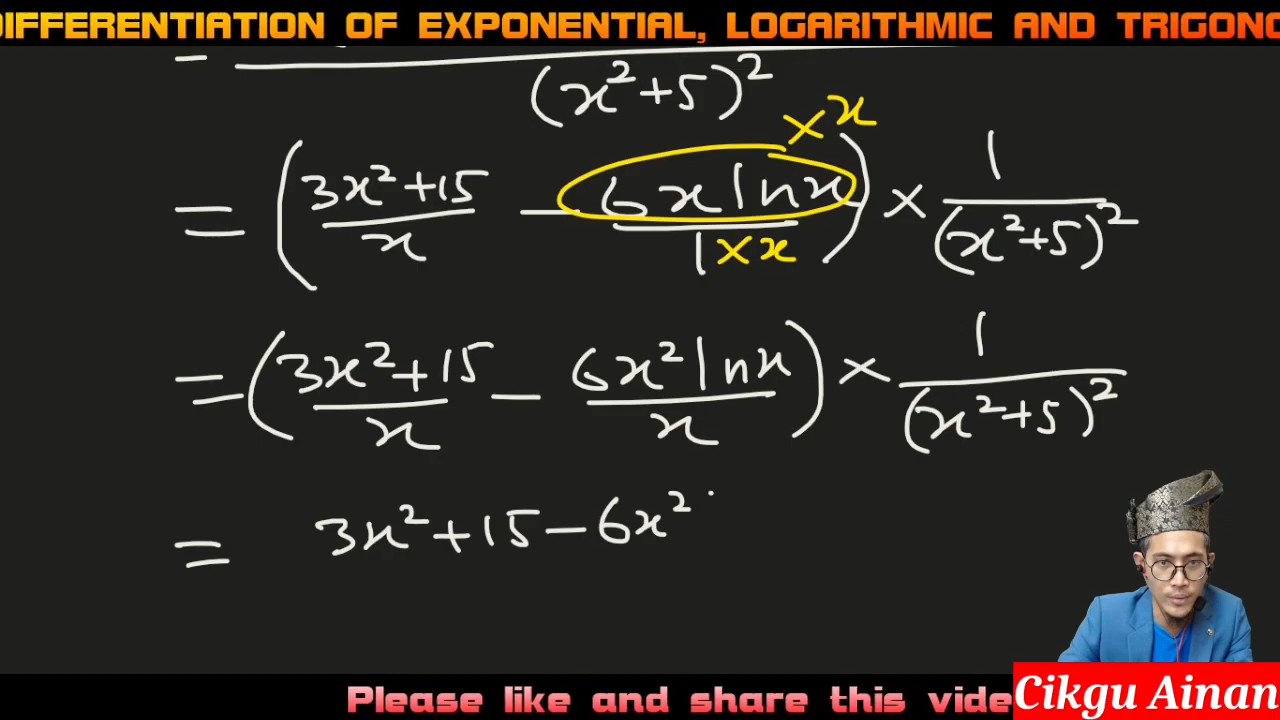 DIFFERENTIATION OF EXPONENTIAL, LOGARITHMIC AND TRIGONO
= (x²+5)²
= ((3x²+15)/x - (6x ln x × x)/(1 × x)) × 1/(x²+5)²
= ((3x²+15)/x - (6x² ln x)/x) × 1/(x²+5)²
= 3x²+15-6x²
Please like and share this vide
Cikgu Ainan